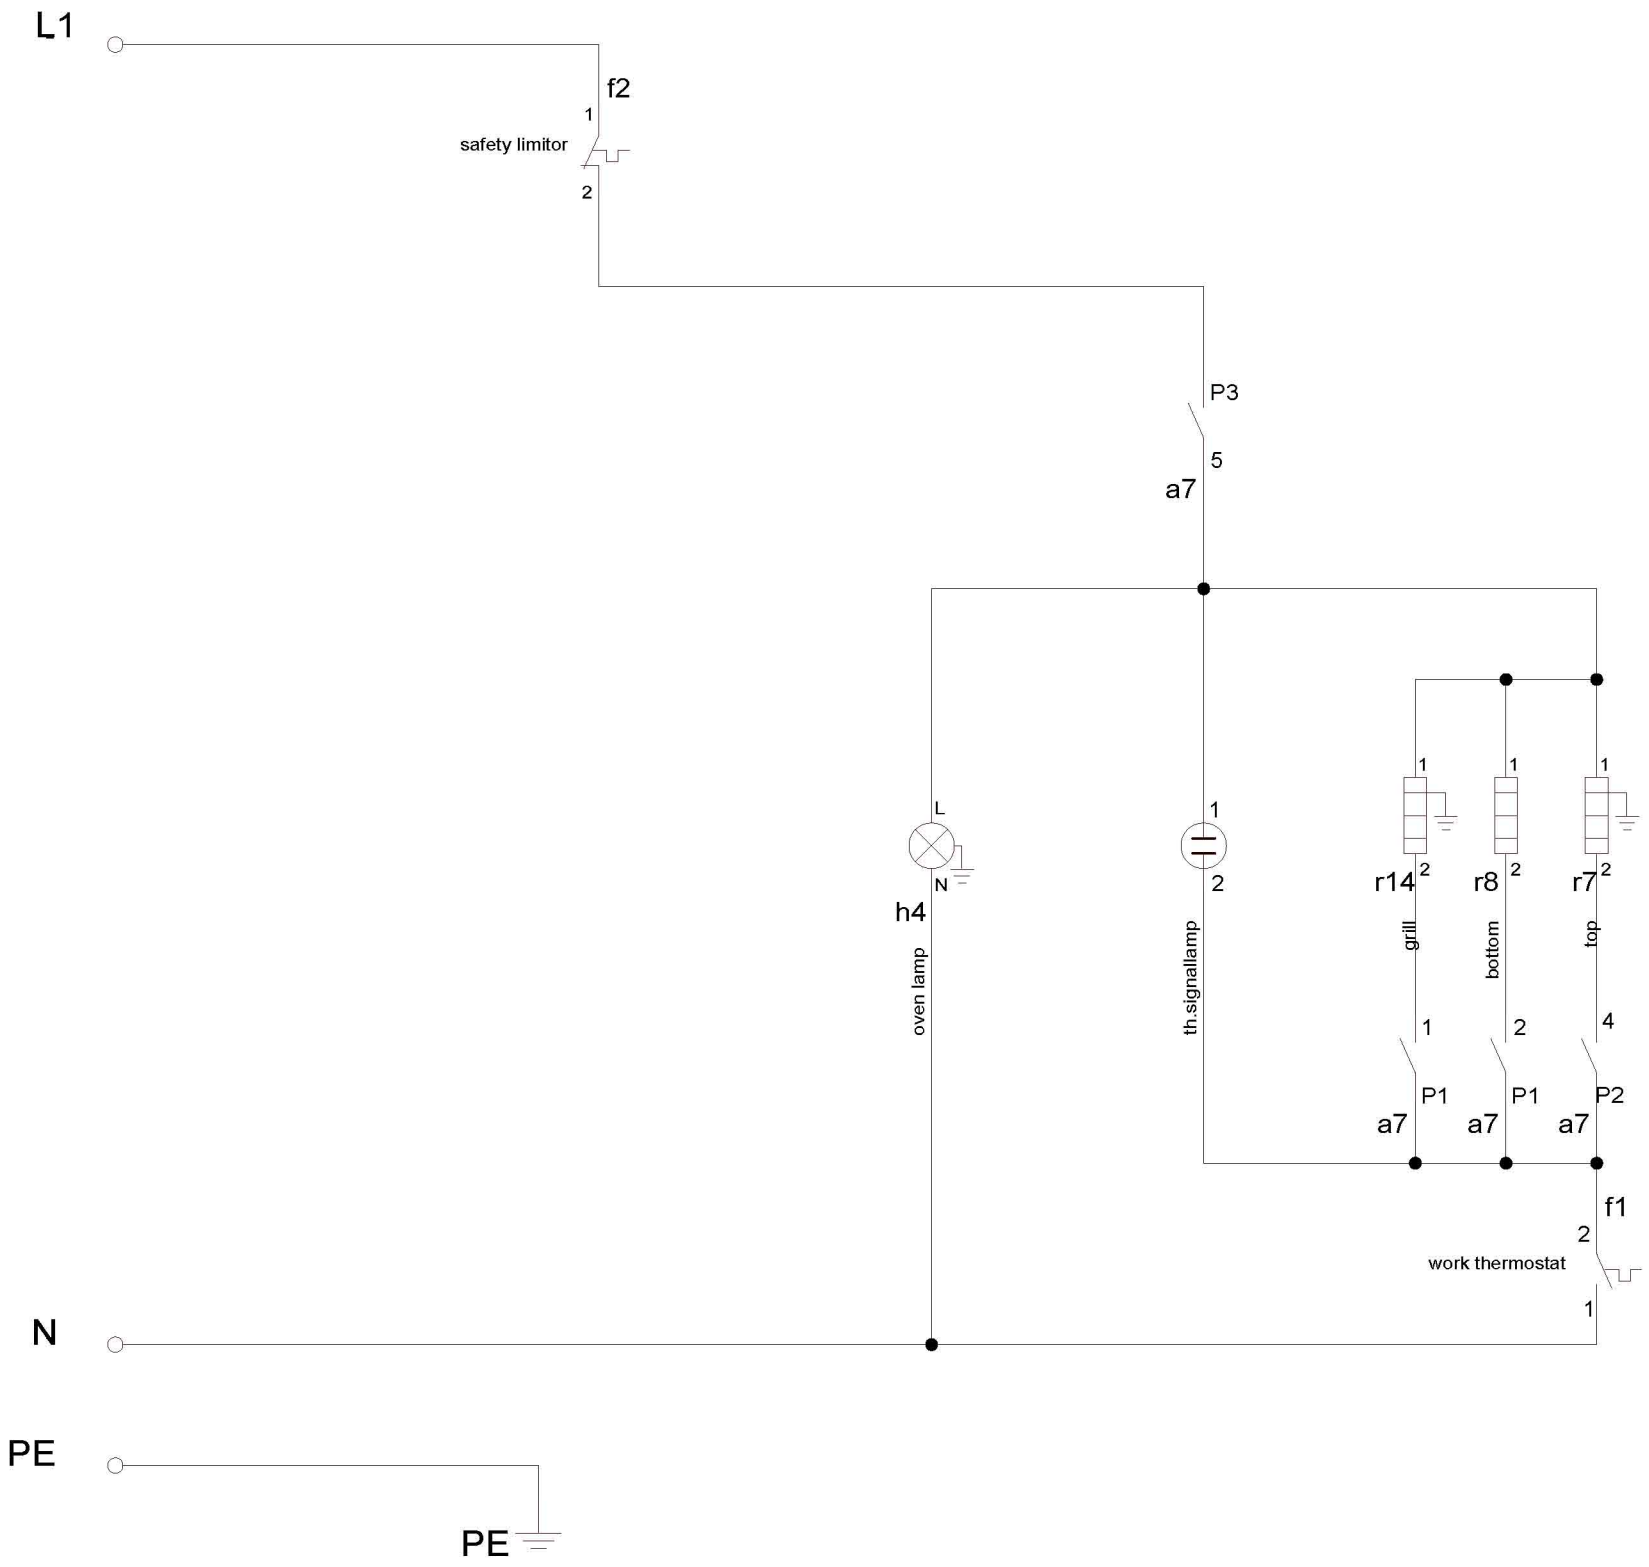 L1
f2
1
safety limitor
2
P3
5
a7
1
1
1
L
1
N
2
r14
2
r8
2
r7
2
h4
grill
bottom
top
oven lamp
th.signallamp
1
2
4
P1
P1
P2
a7
a7
a7
f1
2
work thermostat
1
N
PE
PE